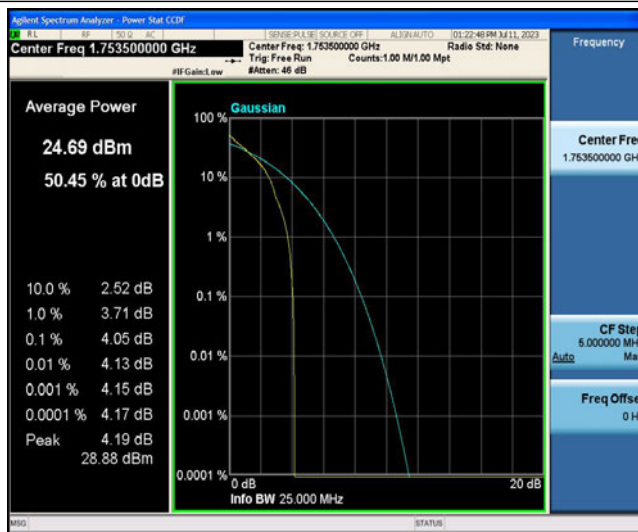 Agilent Spectrum Analyzer - Power Stat CCDF
RL RF 50 Ω AC SENSE:PULSE SOURCE OFF ALIGNAUTO 01:22:48 PM Jul 11, 2023
Center Freq 1.753500000 GHz
Center Freq: 1.753500000 GHz Radio Std: None
Trig: Free Run Counts:1.00 M/1.00 Mpt
#IFGain:Low #Atten: 46 dB
Frequency
Average Power
24.69 dBm
50.45 % at 0dB
10.0 % 2.52 dB
1.0 % 3.71 dB
0.1 % 4.05 dB
0.01 % 4.13 dB
0.001 % 4.15 dB
0.0001 % 4.17 dB
Peak 4.19 dB
28.88 dBm
Gaussian
100 %
10 %
1 %
0.1 %
0.01 %
0.001 %
0.0001 %
0 dB 20 dB
Info BW 25.000 MHz
Center Fre
1.753500000 GH
CF Step
5.000000 MH
Auto Ma
Freq Offse
0 H
MSG STATUS